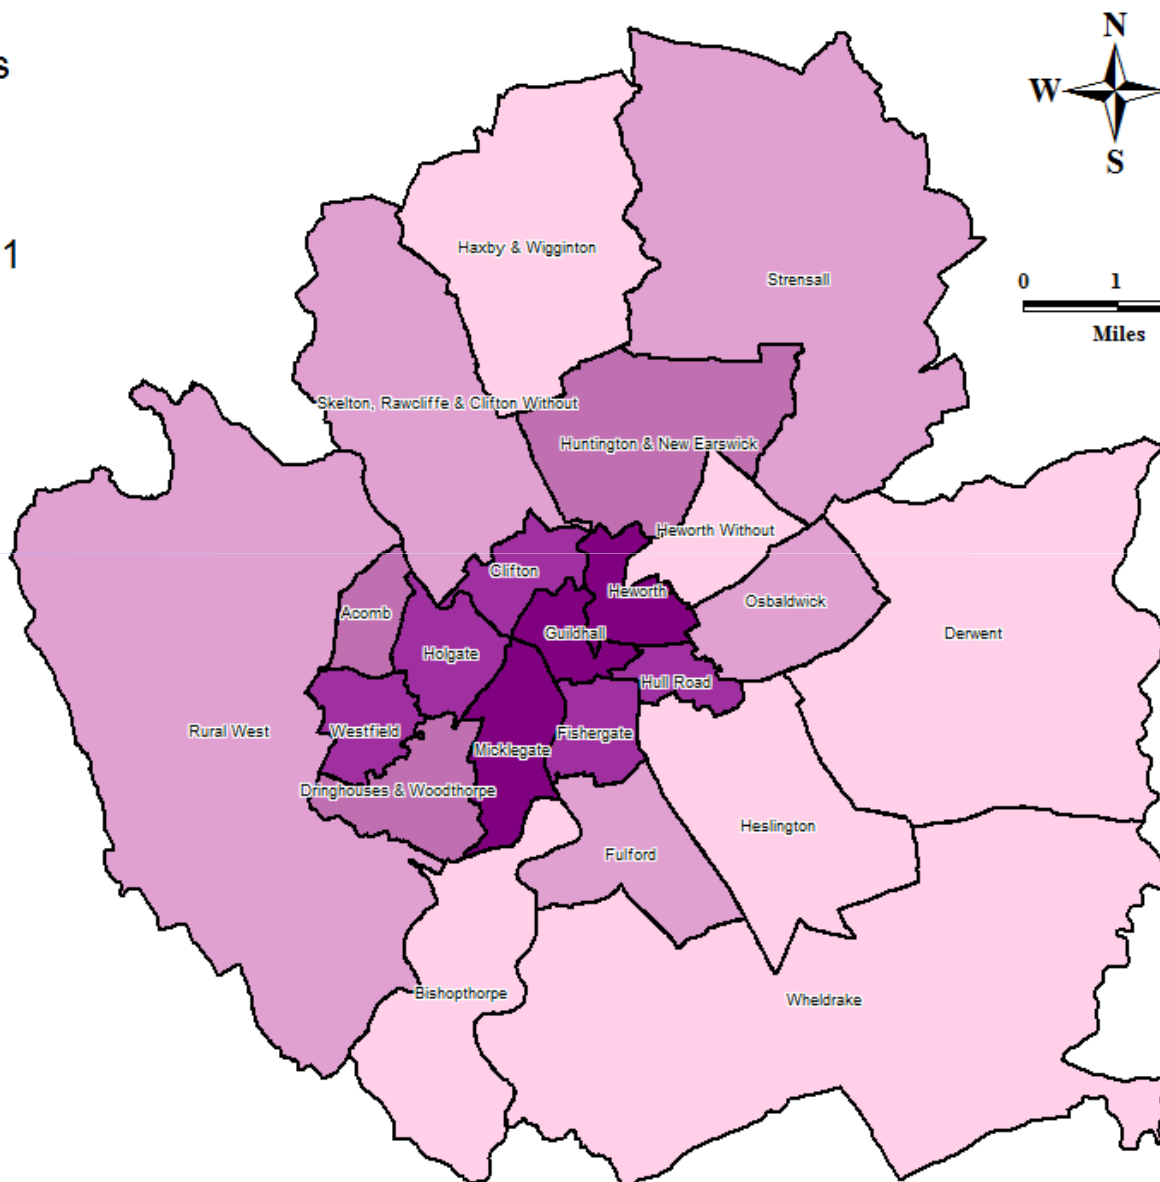 N
s
W
S
1
Haxby & Wigginton
Strensall
0 1
Miles
Skelton, Rawcliffe & Clifton Without
Huntington & New Earswick
Heworth Without
Clifton
Heworth
Osbaldwick
Acomb
Guildhall
Derwent
Holgate
Hull Road
Rural West
Westfield
Fishergate
Micklegate
Dringhouses & Woodthorpe
Heslington
Fulford
Bishopthorpe
Wheldrake